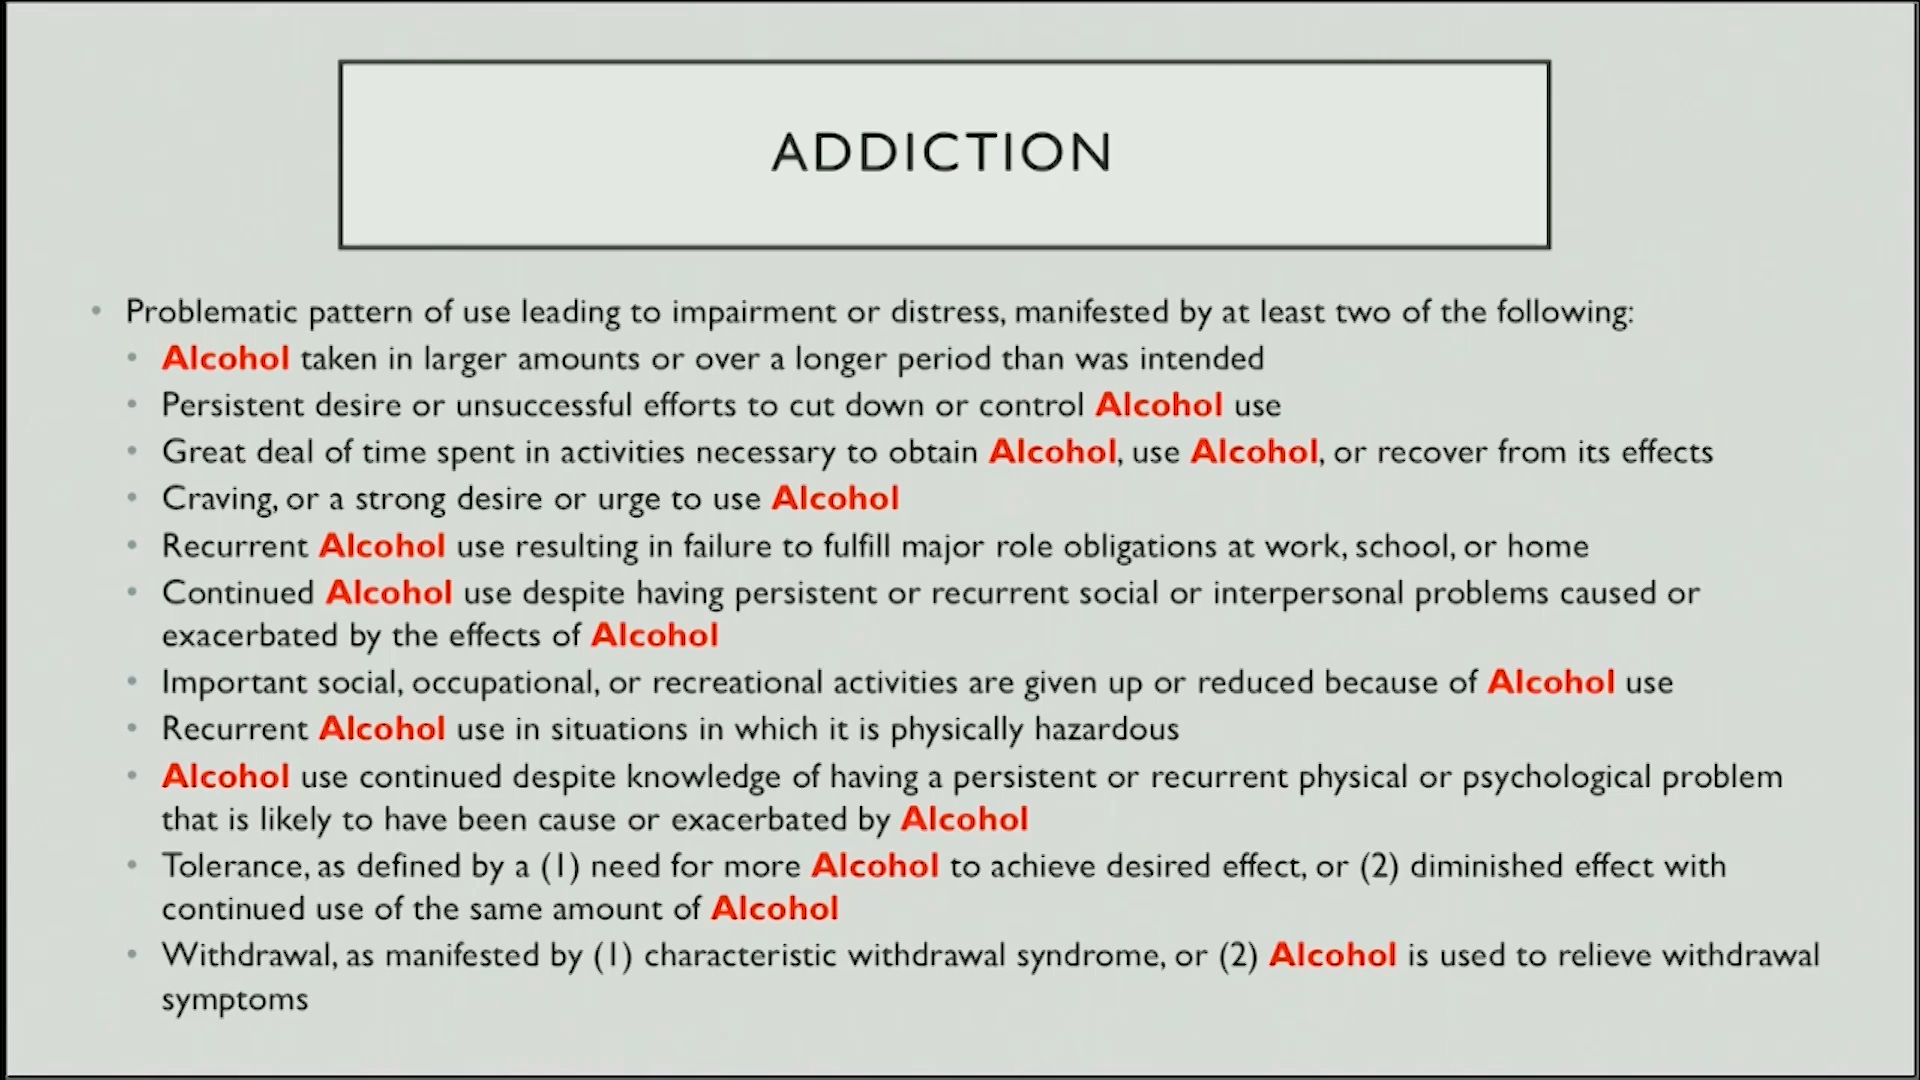 ADDICTION
• Problematic pattern of use leading to impairment or distress, manifested by at least two of the following:
• Alcohol taken in larger amounts or over a longer period than was intended
• Persistent desire or unsuccessful efforts to cut down or control Alcohol use
• Great deal of time spent in activities necessary to obtain Alcohol, use Alcohol, or recover from its effects
• Craving, or a strong desire or urge to use Alcohol
• Recurrent Alcohol use resulting in failure to fulfill major role obligations at work, school, or home
• Continued Alcohol use despite having persistent or recurrent social or interpersonal problems caused or
exacerbated by the effects of Alcohol
• Important social, occupational, or recreational activities are given up or reduced because of Alcohol use
• Recurrent Alcohol use in situations in which it is physically hazardous
• Alcohol use continued despite knowledge of having a persistent or recurrent physical or psychological problem
that is likely to have been cause or exacerbated by Alcohol
• Tolerance, as defined by a (1) need for more Alcohol to achieve desired effect, or (2) diminished effect with
continued use of the same amount of Alcohol
• Withdrawal, as manifested by (1) characteristic withdrawal syndrome, or (2) Alcohol is used to relieve withdrawal
symptoms